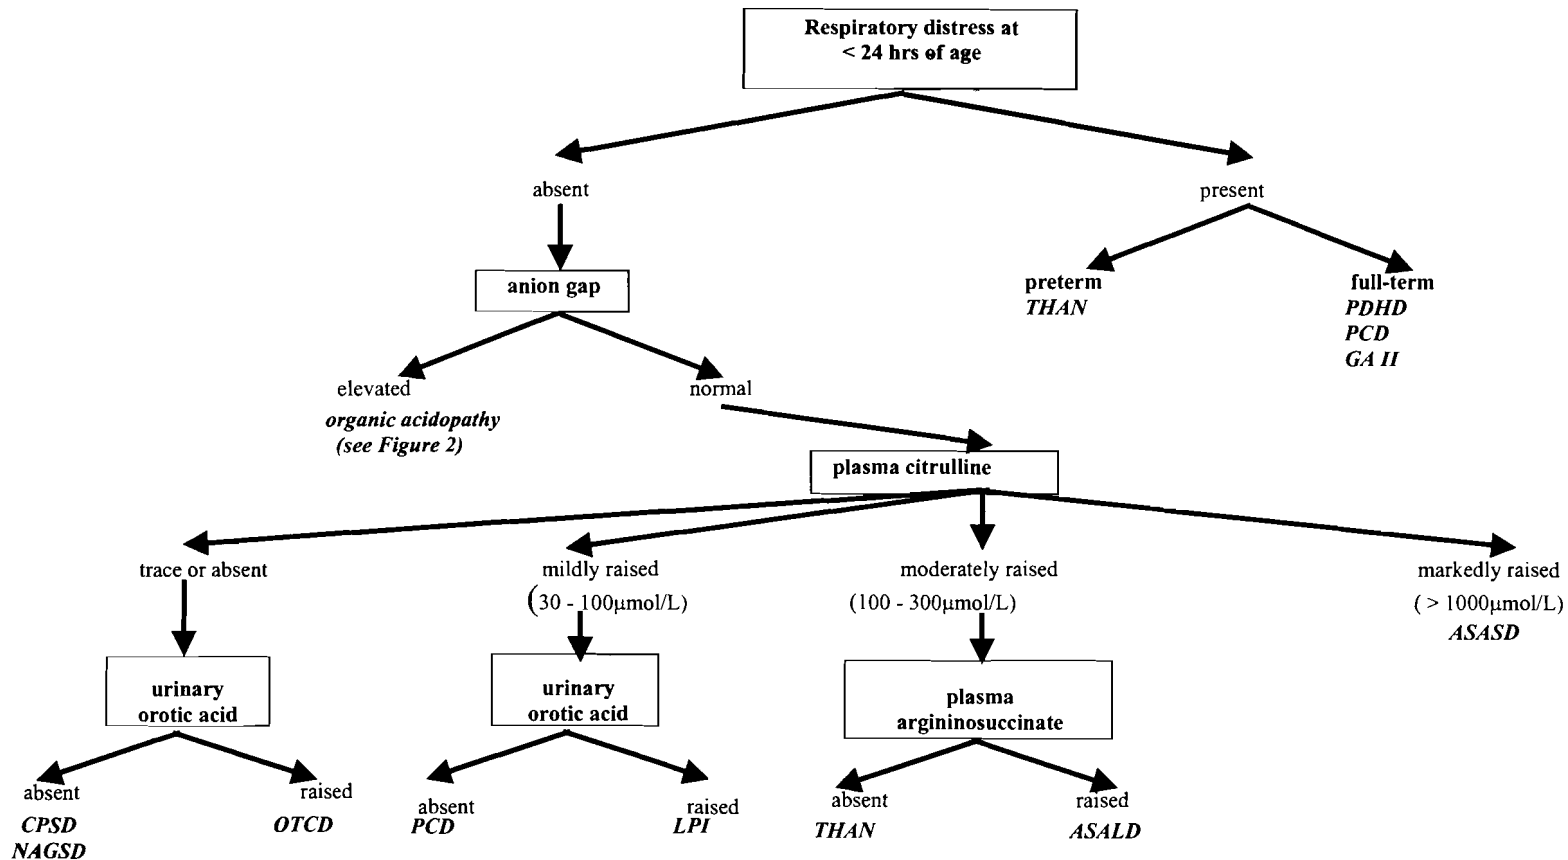 Respiratory distress at
< 24 hrs of age
absent
present
anion gap
preterm
THAN
full-term
PDHD
PCD
GA II
elevated
organic acidopathy
(see Figure 2)
normal
plasma citrulline
trace or absent
mildly raised
(30 - 100µmol/L)
moderately raised
(100 - 300µmol/L)
markedly raised
( > 1000µmol/L)
ASASD
urinary
orotic acid
urinary
orotic acid
plasma
argininosuccinate
absent
CPSD
NAGSD
raised
OTCD
absent
PCD
raised
LPI
absent
THAN
raised
ASALD